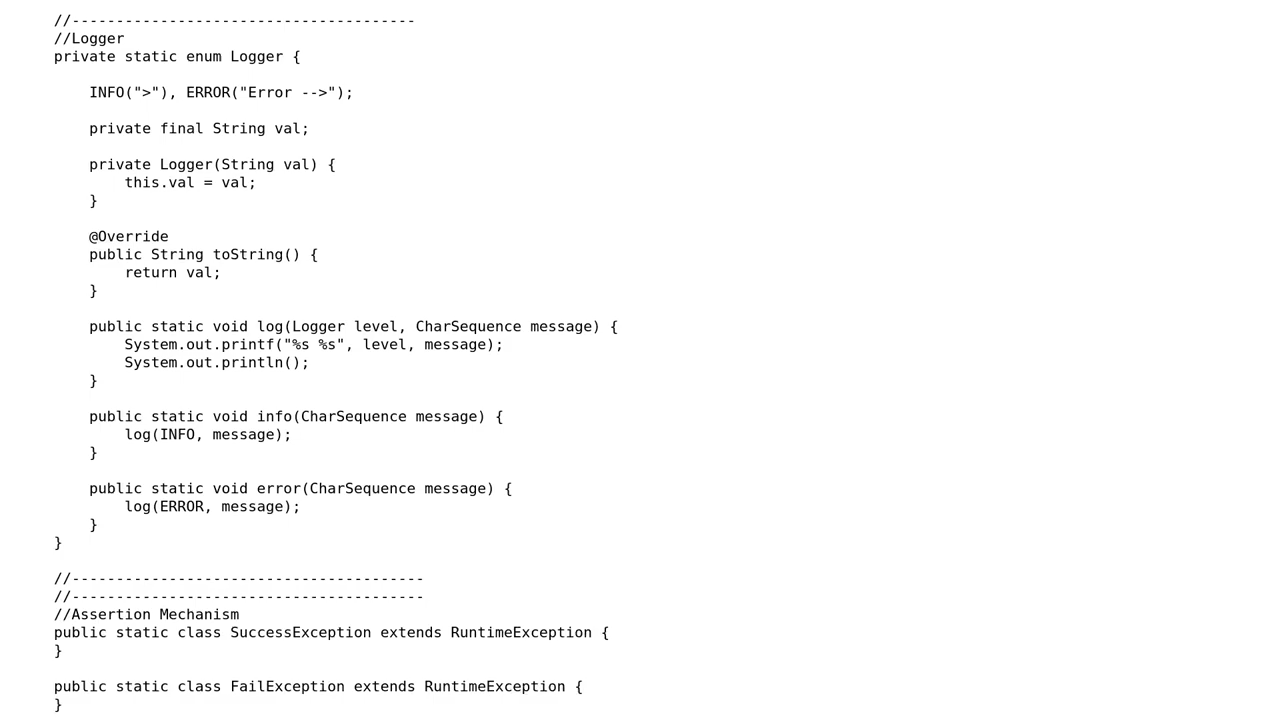 //---------------------------------------
//Logger
private static enum Logger {
INFO(">"), ERROR("Error -->");
private final String val;
private Logger(String val) {
this.val = val;
}
@Override
public String toString() {
return val;
}
public static void log(Logger level, CharSequence message) {
System.out.printf("%s %s", level, message);
System.out.println();
}
public static void info(CharSequence message) {
log(INFO, message);
}
public static void error(CharSequence message) {
log(ERROR, message);
}
}
//----------------------------------------
//----------------------------------------
//Assertion Mechanism
public static class SuccessException extends RuntimeException {
}
public static class FailException extends RuntimeException {
}